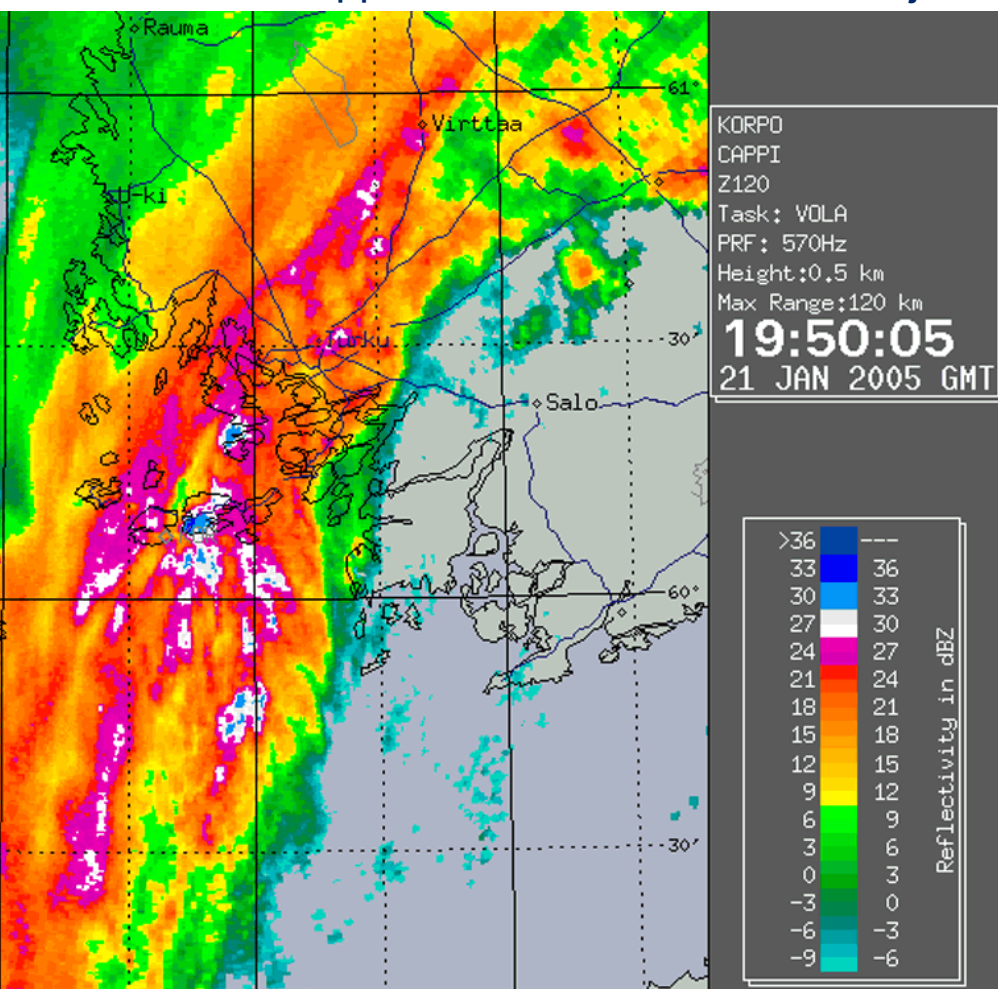 Rauma
61°
Virttaa
U-ki
Turku
30'
Salo
60°
30'
KORPO
CAPPI
Z120
Task: VOLA
PRF: 570Hz
Height:0.5 km
Max Range:120 km
19:50:05
21 JAN 2005 GMT
>36 ---
33 36
30 33
27 30
24 27
21 24
18 21
15 18
12 15
9 12
6 9
3 6
0 3
-3 0
-6 -3
-9 -6
Reflectivity in dBZ